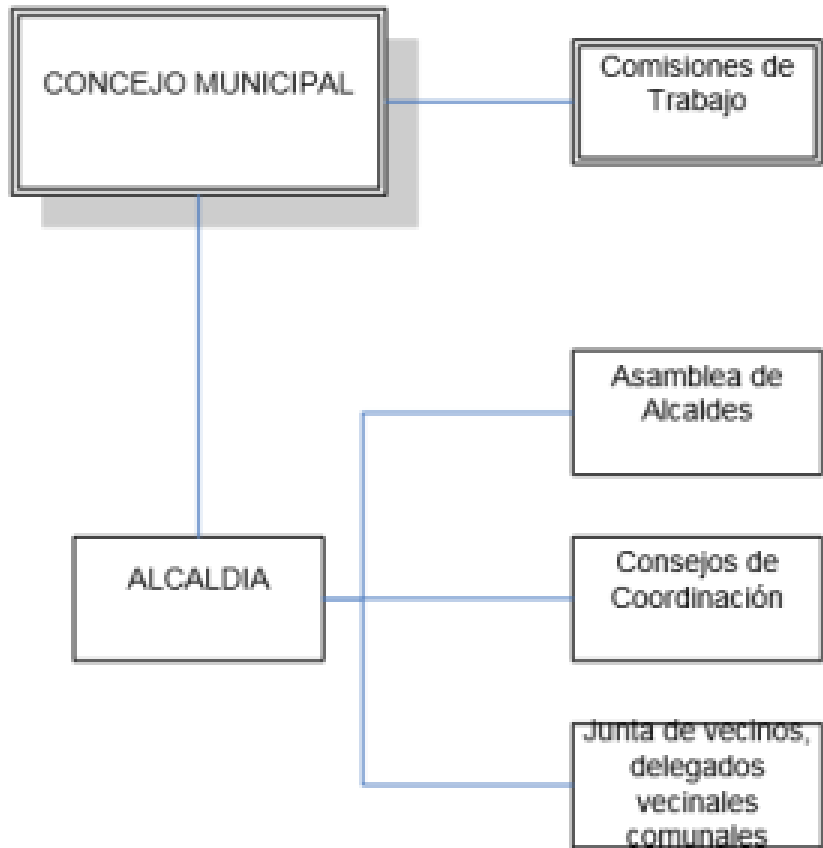 CONCEJO MUNICIPAL
Comisiones de
Trabajo
Asamblea de
Alcaldes
ALCALDIA
Consejos de
Coordinación
Junta de vecinos,
delegados
vecinales
comunales